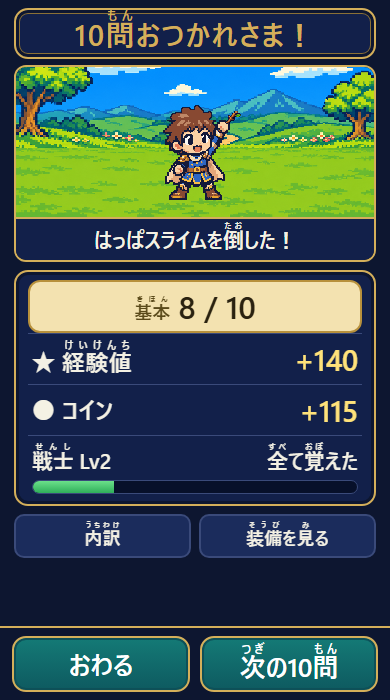 10問おつかれさま！
はっぱスライムを倒した！
基本 8 / 10
★ 経験値 +140
● コイン +115
戦士 Lv2 全て覚えた
内訳 装備を見る
おわる 次の10問